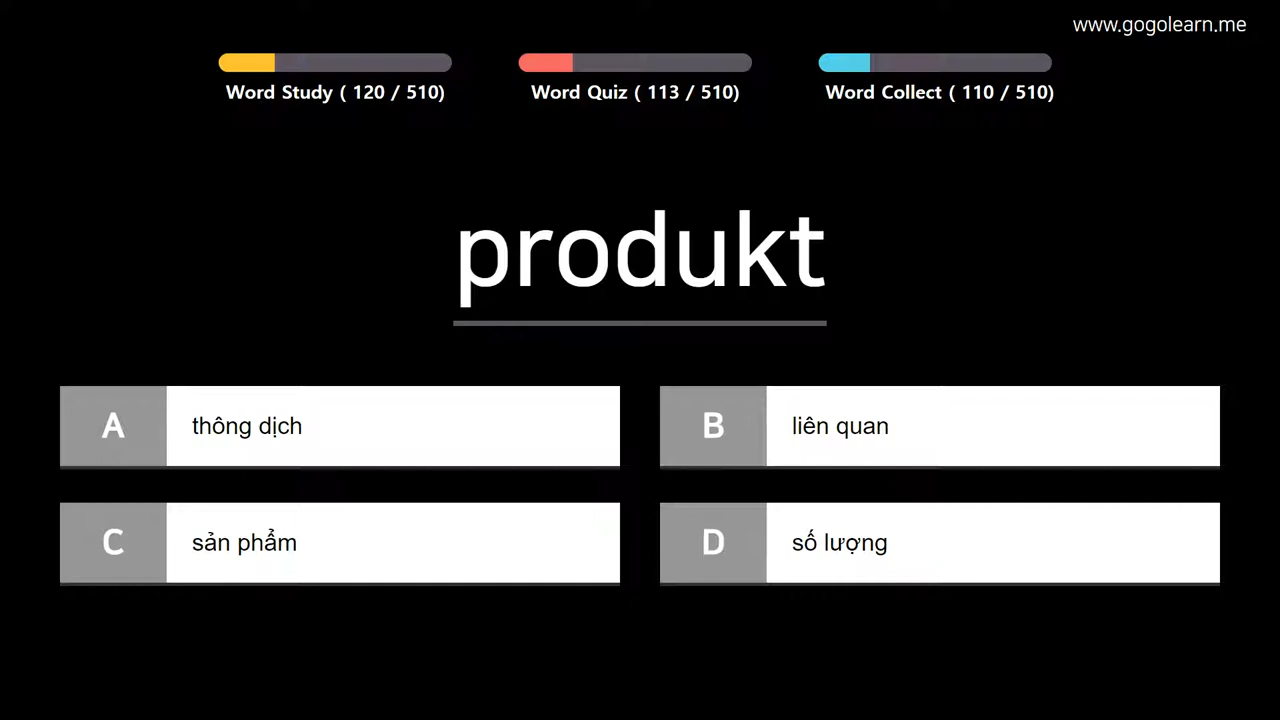 www.gogolearn.me
Word Study ( 120 / 510)
Word Quiz ( 113 / 510)
Word Collect ( 110 / 510)
produkt
A thông dịch
B liên quan
C sản phẩm
D số lượng